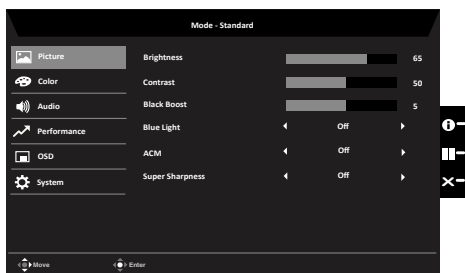 Mode - Standard
Picture
Brightness 65
Color
Contrast 50
Audio
Black Boost 5
Performance
Blue Light Off
OSD
ACM Off
System
Super Sharpness Off
Move Enter